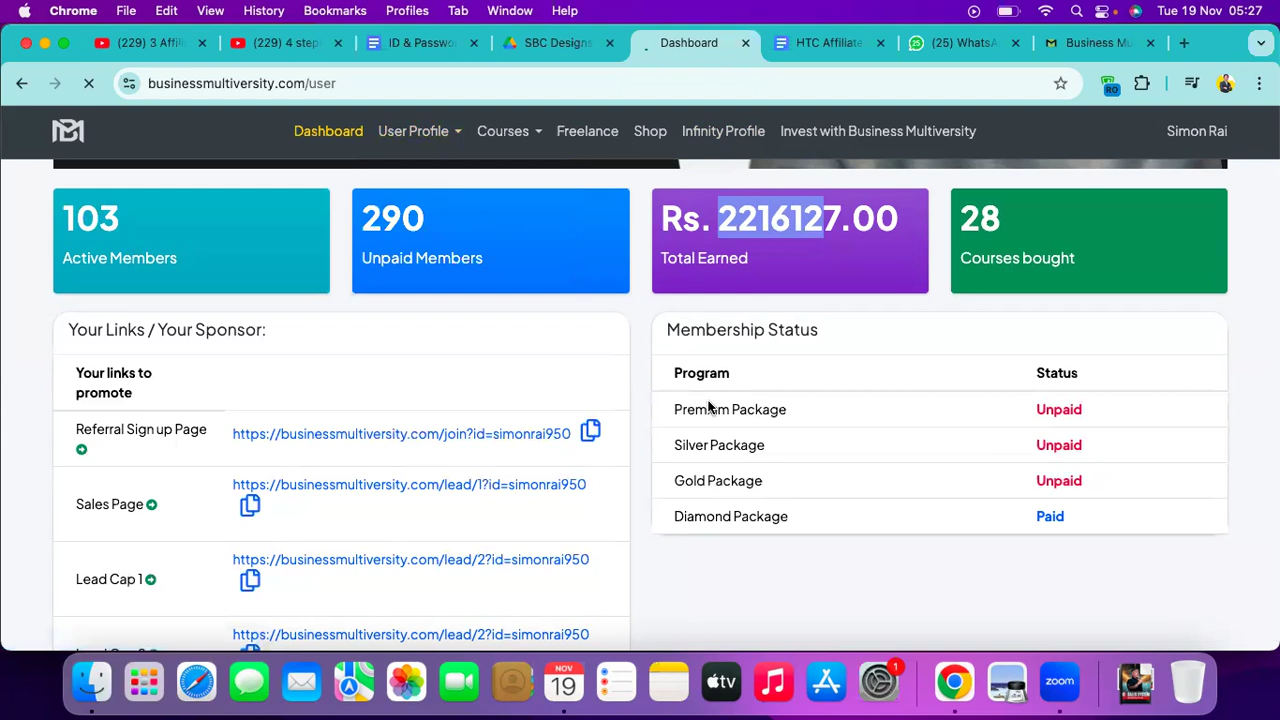 Chrome File Edit View History Bookmarks Profiles Tab Window Help Tue 19 Nov 05:27
(229) 3 Affili (229) 4 step ID & Passwo SBC Designs Dashboard HTC Affiliate (25) WhatsA Business Mu
businessmultiversity.com/user RO
Dashboard User Profile Courses Freelance Shop Infinity Profile Invest with Business Multiversity Simon Rai
103 290 Rs. 2216127.00 28
Active Members Unpaid Members Total Earned Courses bought
Your Links / Your Sponsor:
Your links to
promote
Referral Sign up Page https://businessmultiversity.com/join?id=simonrai950
Sales Page https://businessmultiversity.com/lead/1?id=simonrai950
Lead Cap 1 https://businessmultiversity.com/lead/2?id=simonrai950
https://businessmultiversity.com/lead/2?id=simonrai950
Membership Status
Program Status
Premium Package Unpaid
Silver Package Unpaid
Gold Package Unpaid
Diamond Package Paid
NOV
19
tv
1
zoom